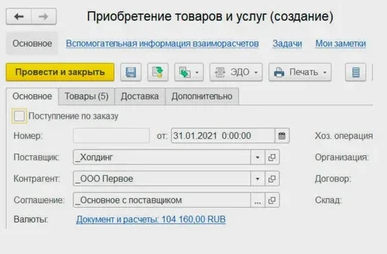 Приобретение товаров и услуг (создание)
Основное Вспомогательная информация взаиморасчетов Задачи Мои заметки
Провести и закрыть ЭДО Печать
Основное Товары (5) Доставка Дополнительно
Поступление по заказу
Номер: от: 31.01.2021 0:00:00 Хоз. операция
Поставщик: _Холдинг Организация:
Контрагент: _ООО Первое Договор:
Соглашение: _Основное с поставщиком ... Склад:
Валюты: Документ и расчеты: 104 160,00 RUB